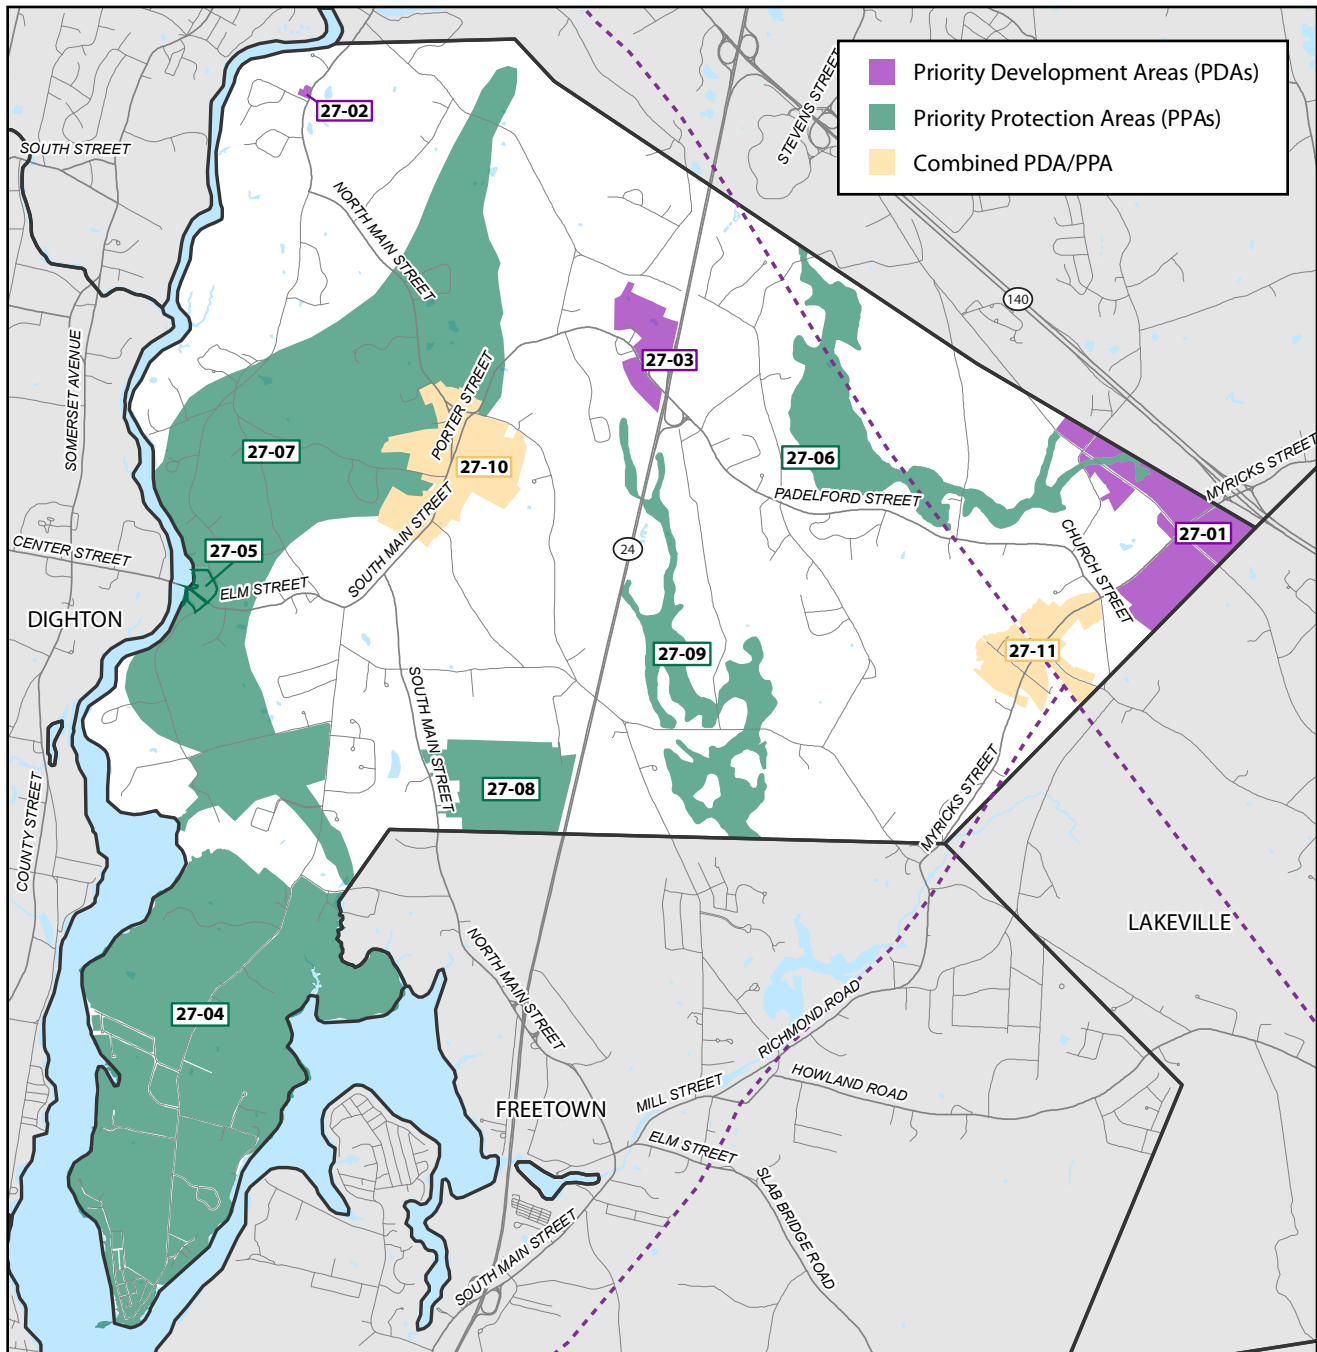 Priority Development Areas (PDAs)
Priority Protection Areas (PPAs)
Combined PDA/PPA
STEVENS STREET
27-02
SOUTH STREET
NORTH MAIN STREET
140
SOMERSET AVENUE
27-03
PORTER STREET
27-07
27-10
27-06
MYRICKS STREET
PADELFORD STREET
SOUTH MAIN STREET
27-01
CHURCH STREET
CENTER STREET
27-05
24
ELM STREET
DIGHTON
27-09
27-11
SOUTH MAIN STREET
27-08
MYRICKS STREET
COUNTY STREET
LAKEVILLE
NORTH MAIN STREET
27-04
RICHMOND ROAD
HOWLAND ROAD
MILL STREET
FREETOWN
ELM STREET
SLAB BRIDGE ROAD
SOUTH MAIN STREET